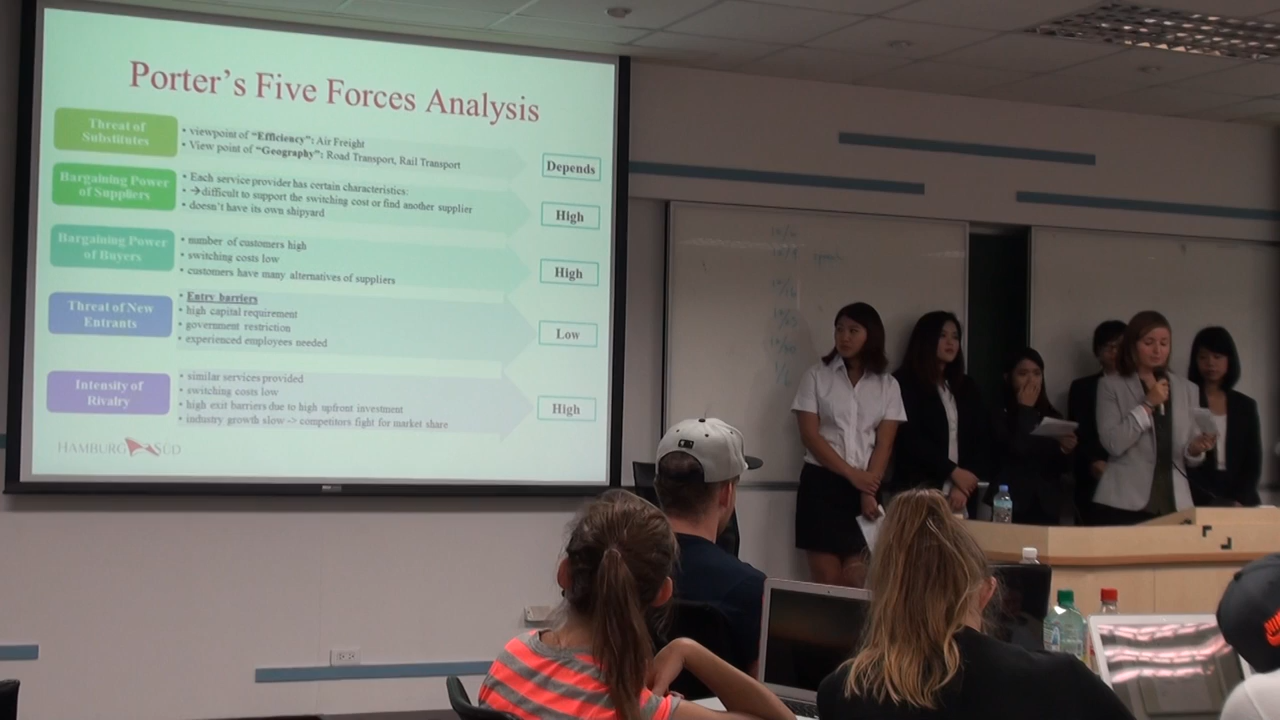 Porter's Five Forces Analysis
Threat of
Substitutes
• viewpoint of "Efficiency": Air Freight
• View point of "Geography": Road Transport, Rail Transport
Depends
Bargaining Power
of Suppliers
• Each service provider has certain characteristics:
• →difficult to support the switching cost or find another supplier
• doesn't have its own shipyard
High
Bargaining Power
of Buyers
• number of customers high
• switching costs low
• customers have many alternatives of suppliers
High
Threat of New
Entrants
• Entry barriers
• high capital requirement
• government restriction
• experienced employees needed
Low
Intensity of
Rivalry
• similar services provided
• switching costs low
• high exit barriers due to high upfront investment
• industry growth slow -> competitors fight for market share
High
HAMBURG SÜD